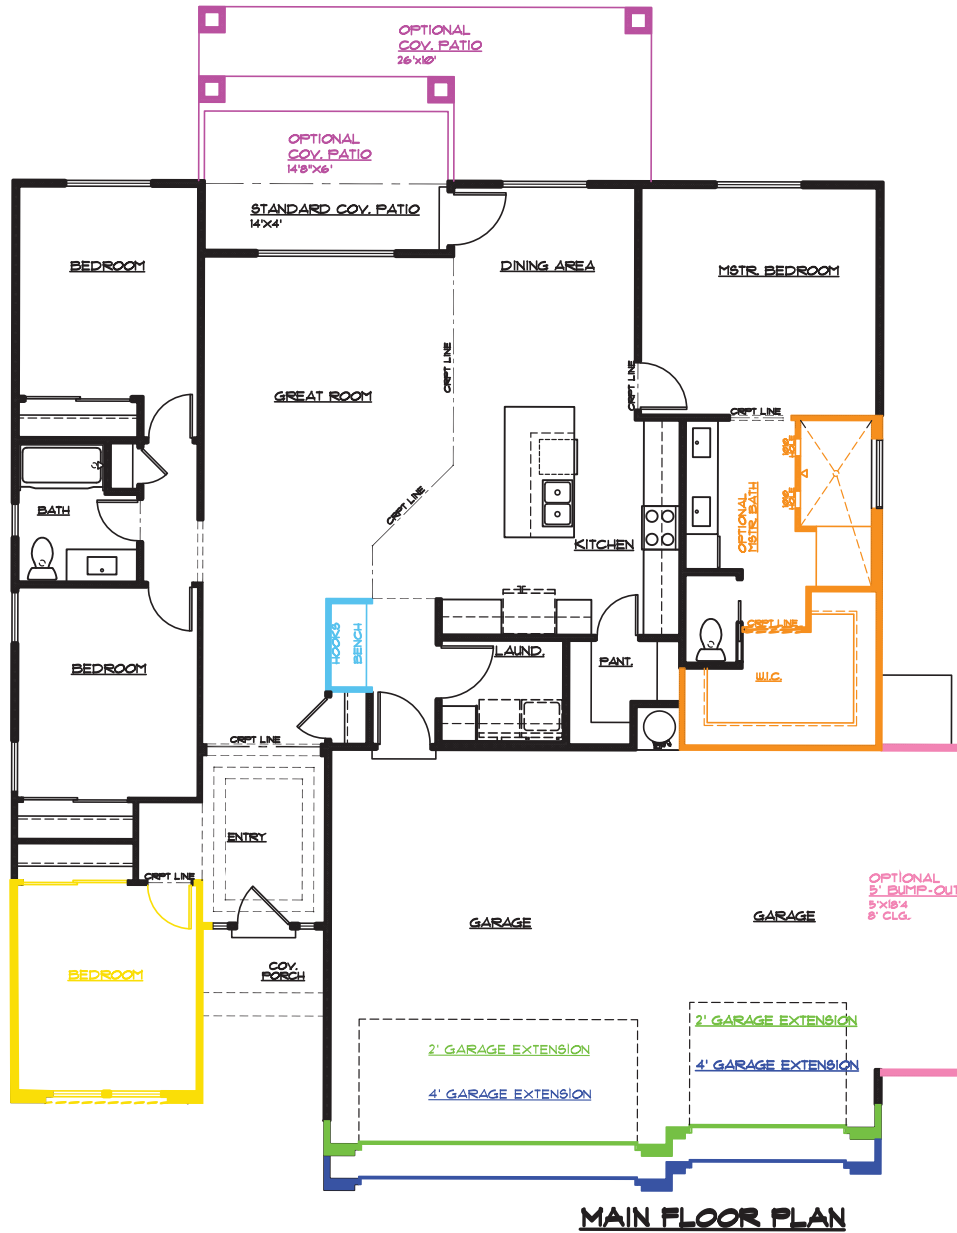 OPTIONAL
COV. PATIO
26'x10'
OPTIONAL
COV. PATIO
14'8"X6'
STANDARD COV. PATIO
14'X4'
BEDROOM
DINING AREA
MSTR. BEDROOM
CRPT LINE
CRPT LINE
GREAT ROOM
CRPT LINE
BATH
CRPT LINE
KITCHEN
OPTIONAL
MSTR. BATH
HOOKS
BENCH
LAUND.
PANT.
CRPT LINE
W.I.C.
BEDROOM
CRPT LINE
ENTRY
CRPT LINE
OPTIONAL
5' BUMP-OUT
5'X18'4
8' CLG.
GARAGE
GARAGE
BEDROOM
COV.
PORCH
2' GARAGE EXTENSION
2' GARAGE EXTENSION
4' GARAGE EXTENSION
4' GARAGE EXTENSION
MAIN FLOOR PLAN